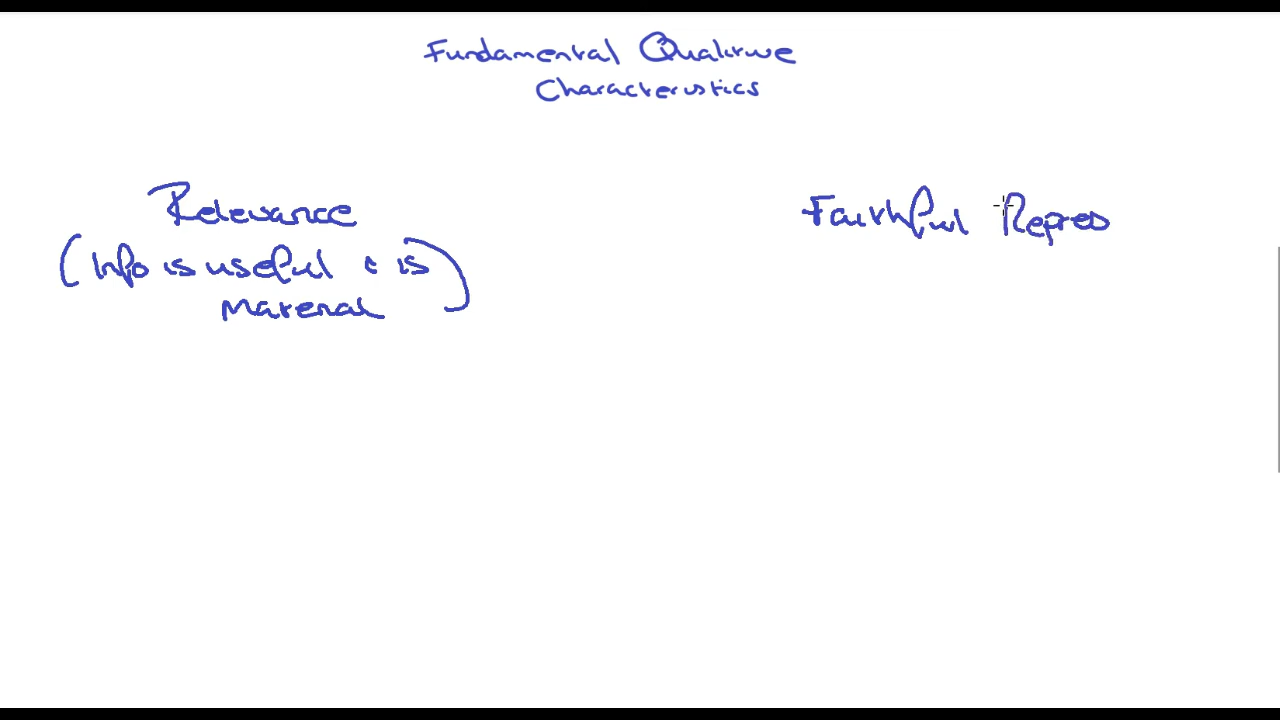 Fundamental Qualitative
Characteristics
Relevance
Faithful Repres
(Info is useful & is
Material)